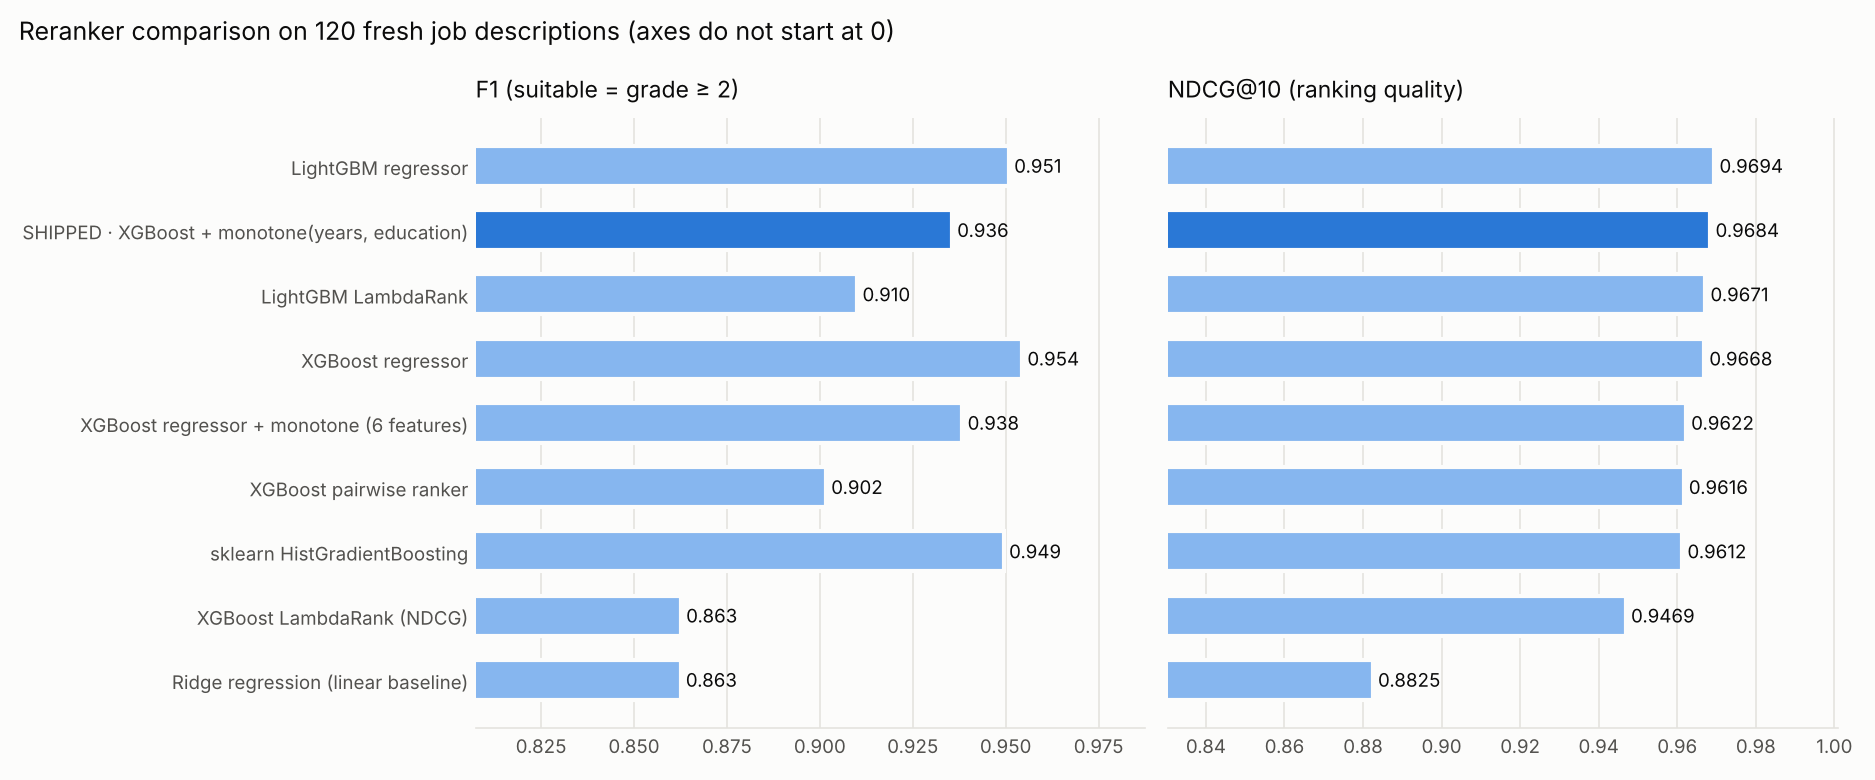 Reranker comparison on 120 fresh job descriptions (axes do not start at 0)
F1 (suitable = grade ≥ 2)
NDCG@10 (ranking quality)
LightGBM regressor 0.951 0.9694
SHIPPED · XGBoost + monotone(years, education) 0.936 0.9684
LightGBM LambdaRank 0.910 0.9671
XGBoost regressor 0.954 0.9668
XGBoost regressor + monotone (6 features) 0.938 0.9622
XGBoost pairwise ranker 0.902 0.9616
sklearn HistGradientBoosting 0.949 0.9612
XGBoost LambdaRank (NDCG) 0.863 0.9469
Ridge regression (linear baseline) 0.863 0.8825
0.825 0.850 0.875 0.900 0.925 0.950 0.975
0.84 0.86 0.88 0.90 0.92 0.94 0.96 0.98 1.00